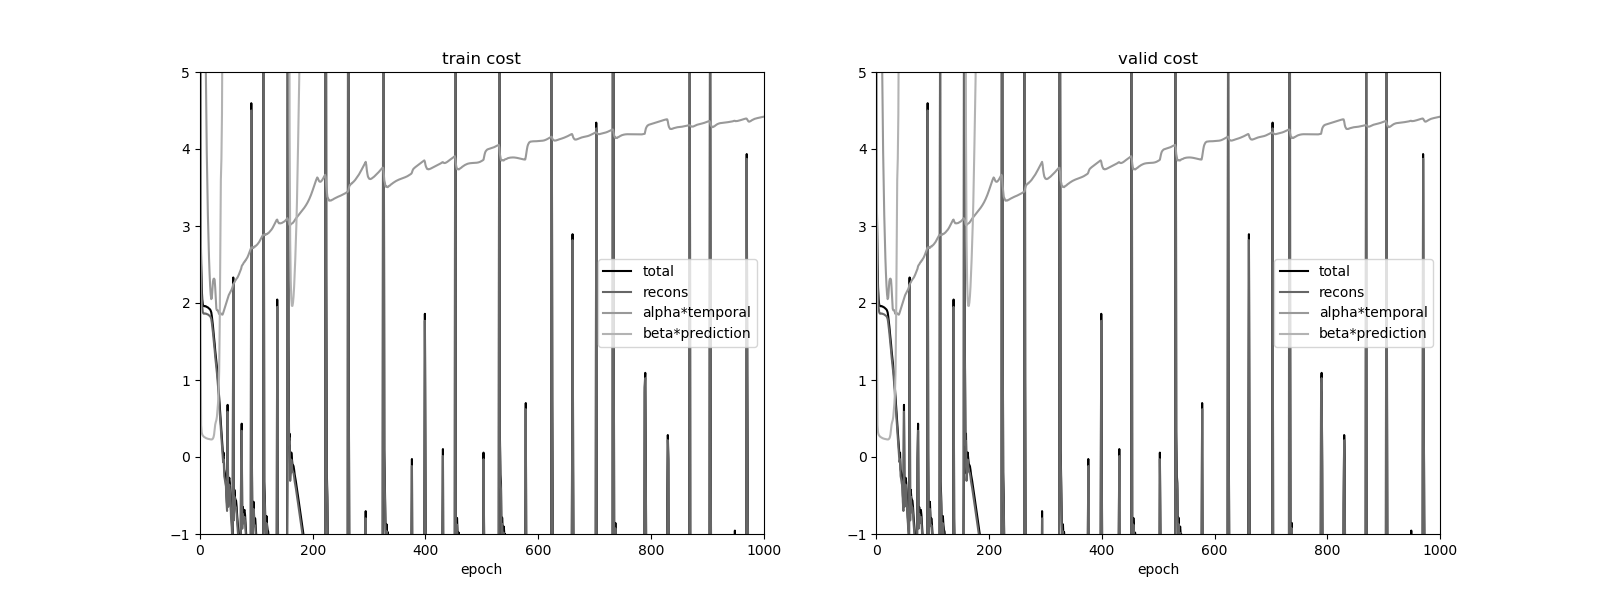 train cost
5
4
3
2
1
0
−1
total
recons
alpha*temporal
beta*prediction
0 200 400 600 800 1000
epoch
valid cost
5
4
3
2
1
0
−1
total
recons
alpha*temporal
beta*prediction
0 200 400 600 800 1000
epoch